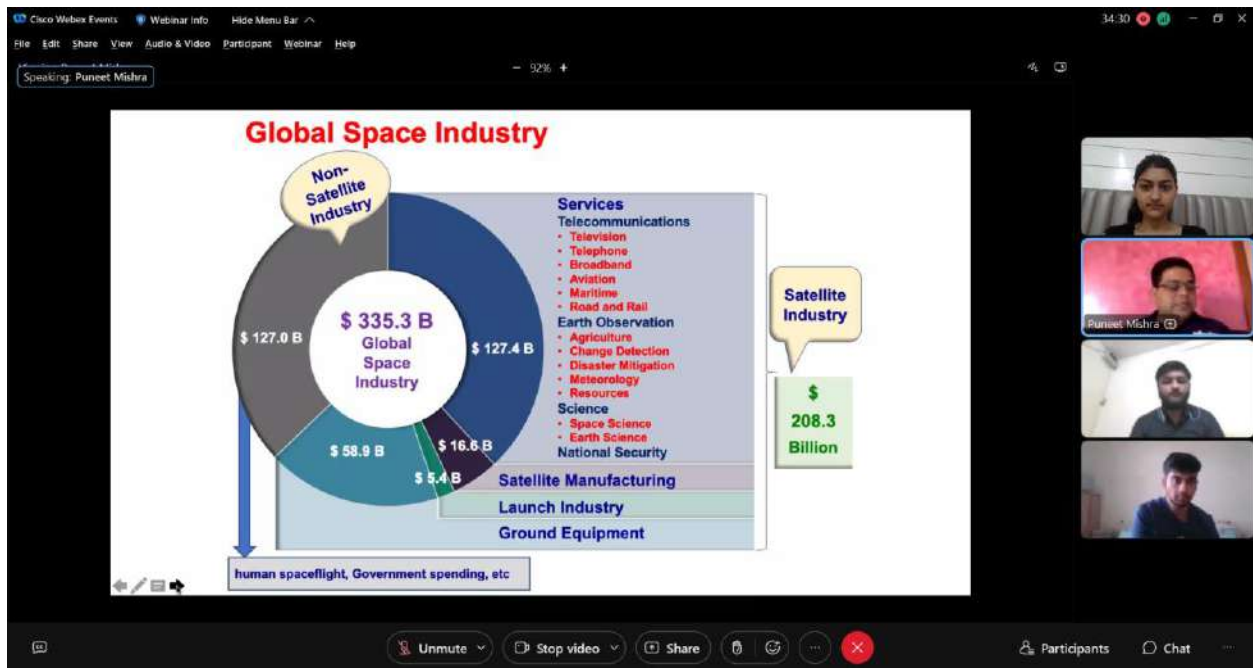 Cisco Webex Events Webinar Info Hide Menu Bar
34:30
File Edit Share View Audio & Video Participant Webinar Help
Speaking: Puneet Mishra
92%
Global Space Industry
Non-
Satellite
Industry
$ 335.3 B
Global
Space
Industry
$ 127.0 B
$ 127.4 B
$ 58.9 B
$ 16.6 B
$ 5.4 B
Services
Telecommunications
• Television
• Telephone
• Broadband
• Aviation
• Maritime
• Road and Rail
Earth Observation
• Agriculture
• Change Detection
• Disaster Mitigation
• Meteorology
• Resources
Science
• Space Science
• Earth Science
National Security
Satellite Manufacturing
Launch Industry
Ground Equipment
Satellite
Industry
$
208.3
Billion
human spaceflight, Government spending, etc
Puneet Mishra
Unmute Stop video Share Participants Chat